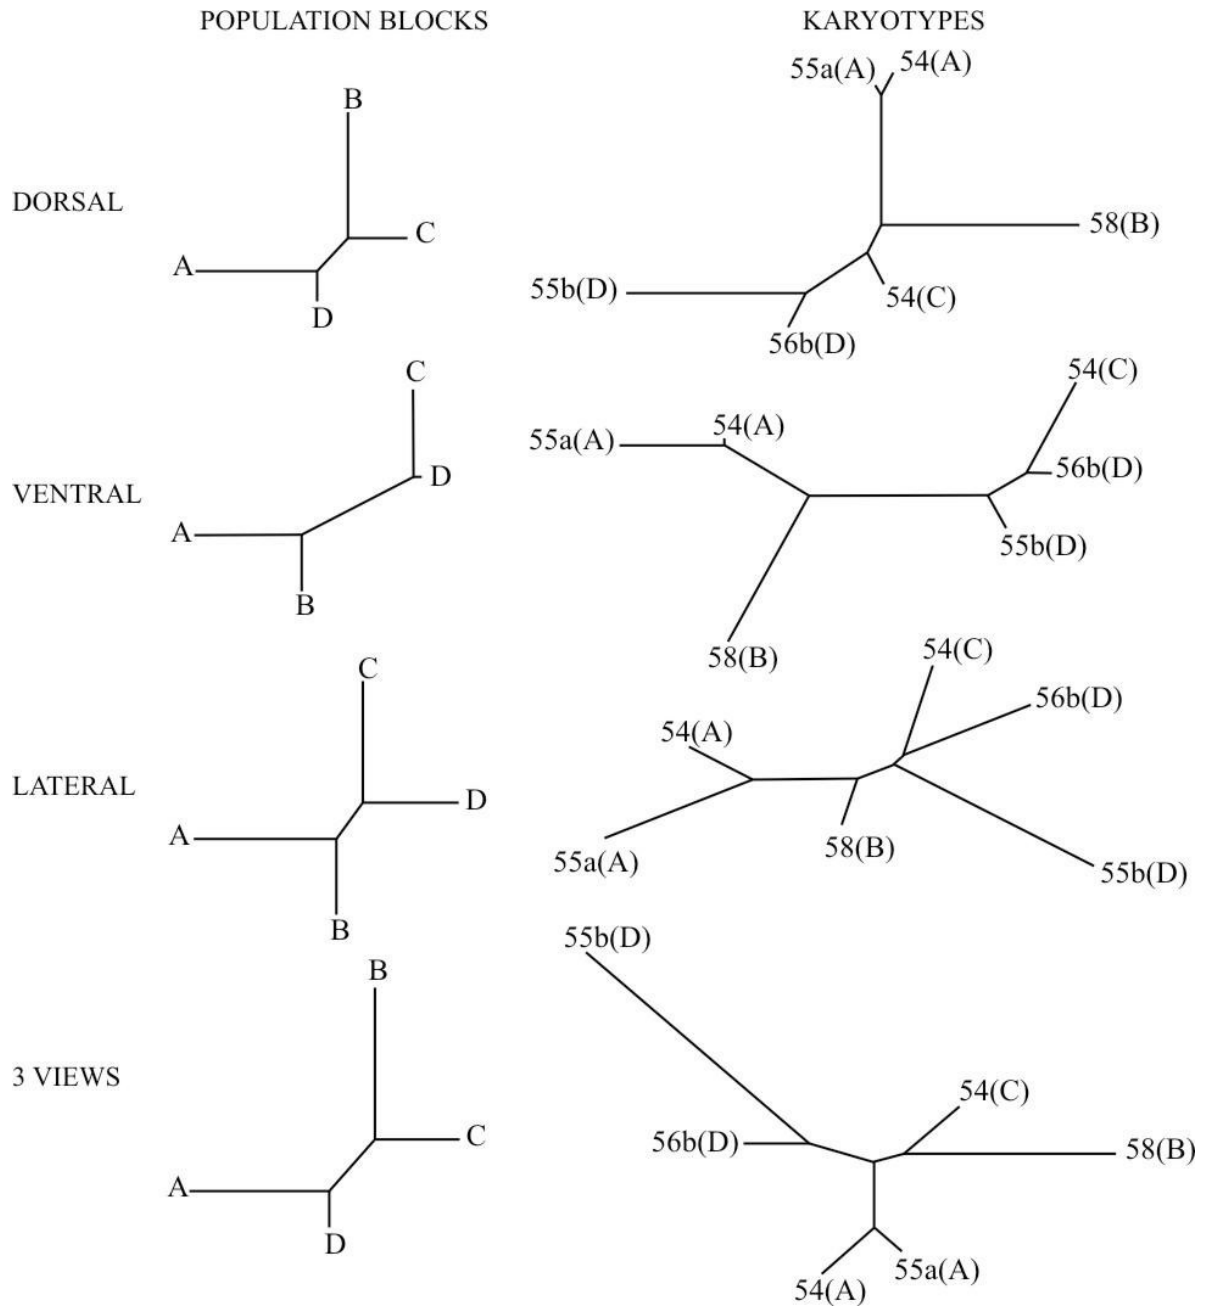 POPULATION BLOCKS
KARYOTYPES
DORSAL
B
A
C
D
55a(A)
54(A)
58(B)
55b(D)
54(C)
56b(D)
VENTRAL
C
A
D
B
54(C)
55a(A)
54(A)
56b(D)
55b(D)
58(B)
LATERAL
C
A
D
B
54(C)
56b(D)
54(A)
58(B)
55a(A)
55b(D)
3 VIEWS
B
C
A
D
55b(D)
54(C)
56b(D)
58(B)
54(A)
55a(A)